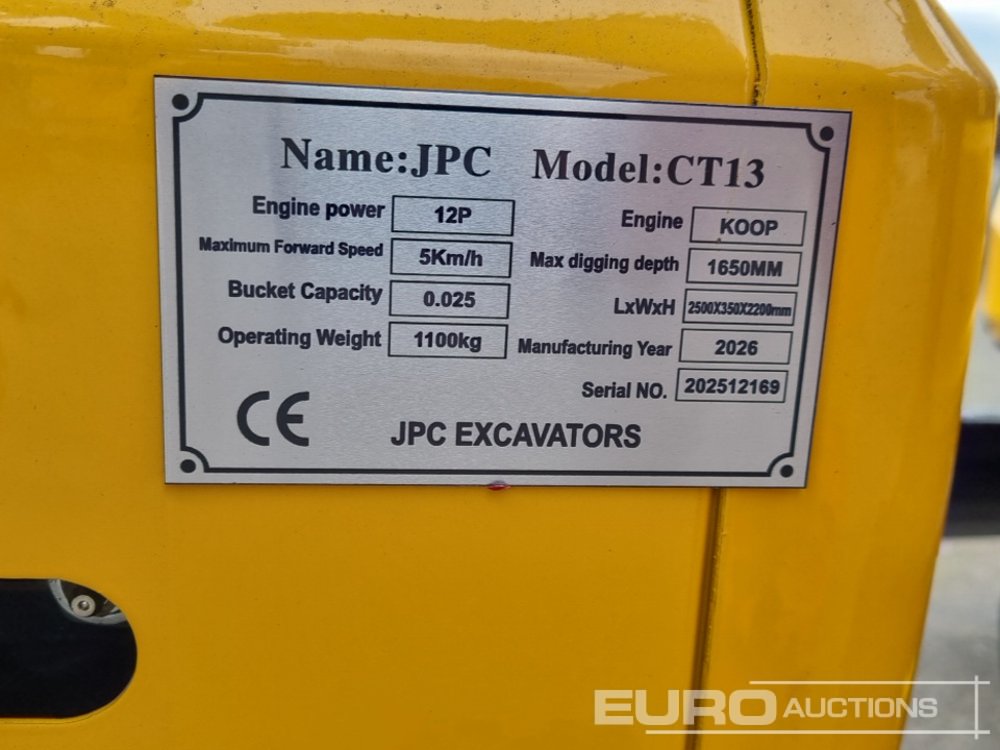 Name:JPC Model:CT13
Engine power 12P
Engine KOOP
Maximum Forward Speed 5Km/h
Max digging depth 1650MM
Bucket Capacity 0.025
LxWxH 2500X350X2200mm
Operating Weight 1100kg
Manufacturing Year 2026
Serial NO. 202512169
CE JPC EXCAVATORS
EURO AUCTIONS